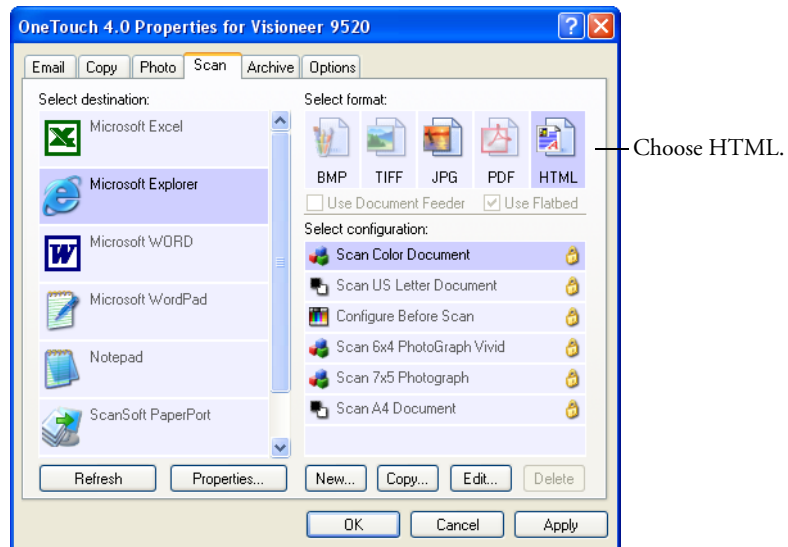 OneTouch 4.0 Properties for Visioneer 9520
Email Copy Photo Scan Archive Options
Select destination:
Microsoft Excel
Microsoft Explorer
Microsoft WORD
Microsoft WordPad
Notepad
ScanSoft PaperPort
Refresh Properties...
Select format:
BMP TIFF JPG PDF HTML
Use Document Feeder Use Flatbed
Select configuration:
Scan Color Document
Scan US Letter Document
Configure Before Scan
Scan 6x4 PhotoGraph Vivid
Scan 7x5 Photograph
Scan A4 Document
New... Copy... Edit... Delete
OK Cancel Apply
Choose HTML.